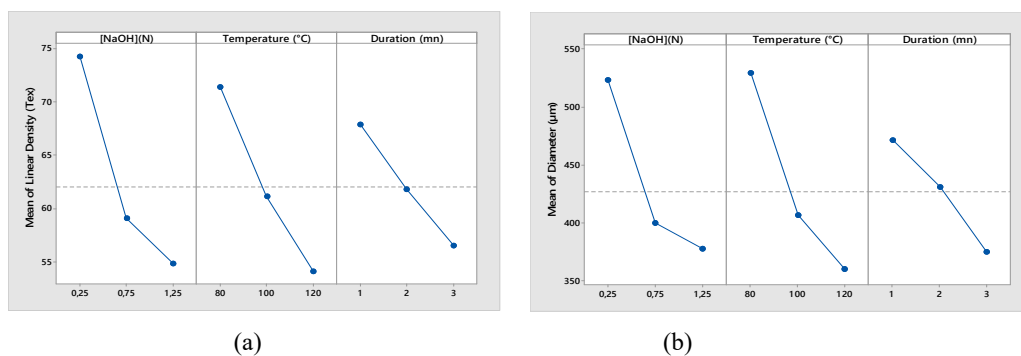 [NaOH](N) Temperature (°C) Duration (mn)
Mean of Linear Density (Tex)
75
70
65
60
55
0,25 0,75 1,25 80 100 120 1 2 3
(a)
[NaOH](N) Temperature (°C) Duration (mn)
Mean of Diameter (µm)
550
500
450
400
350
0,25 0,75 1,25 80 100 120 1 2 3
(b)